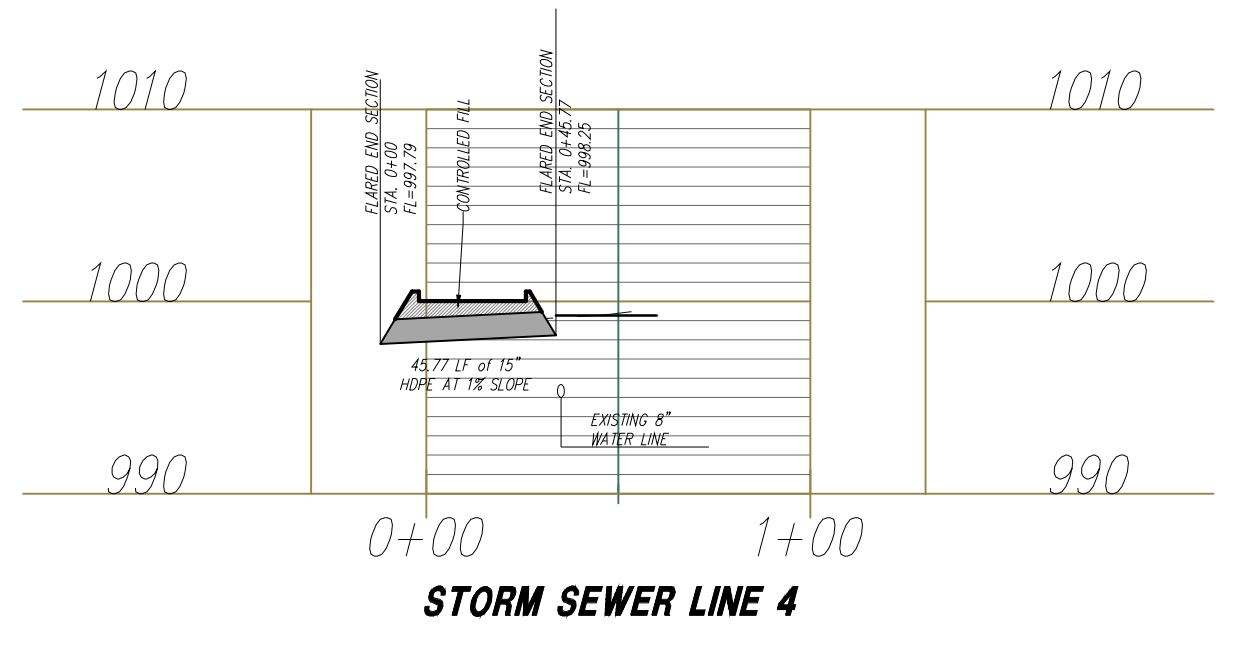 1010
1010
FLARED END SECTION
STA. 0+00
FL=997.79
CONTROLLED FILL
FLARED END SECTION
STA. 0+45.77
FL=998.25
1000
1000
45.77 LF of 15"
HDPE AT 1% SLOPE
EXISTING 8"
WATER LINE
990
990
0+00
1+00
STORM SEWER LINE 4